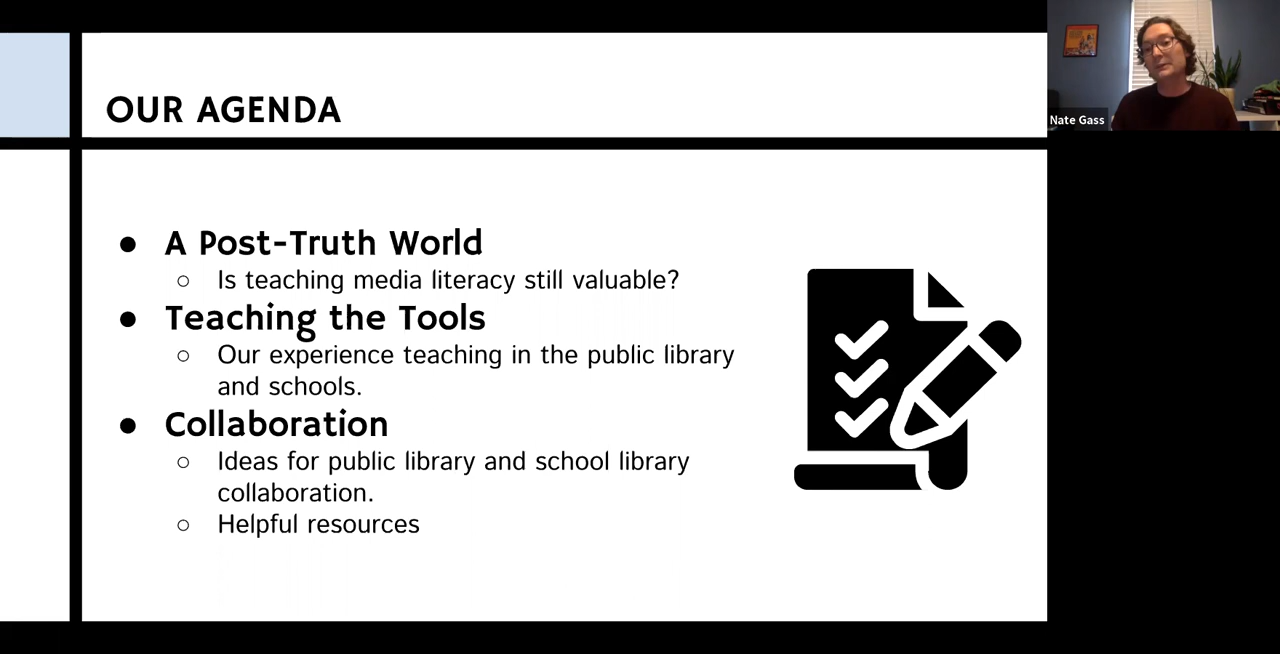 OUR AGENDA
Nate Gass
● A Post-Truth World
○ Is teaching media literacy still valuable?
● Teaching the Tools
○ Our experience teaching in the public library
and schools.
● Collaboration
○ Ideas for public library and school library
collaboration.
○ Helpful resources